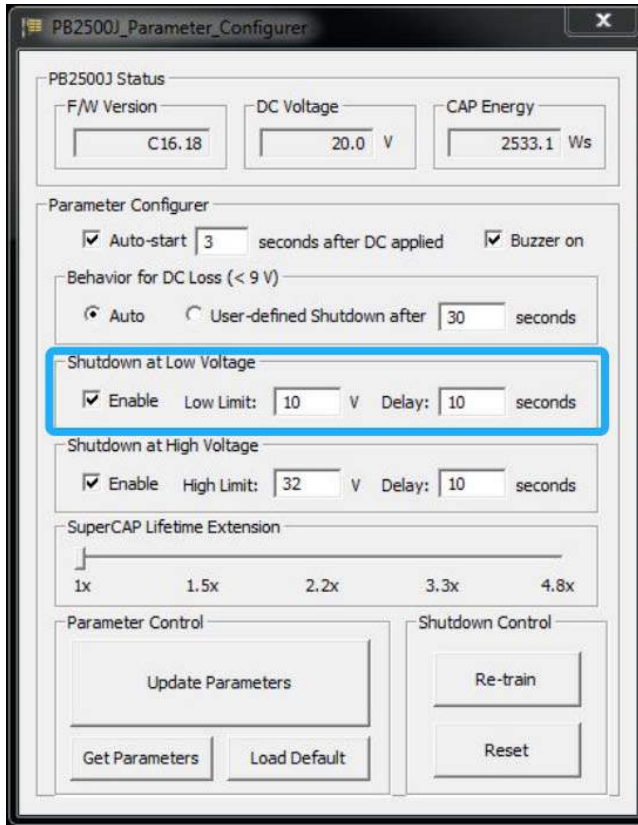 PB2500J_Parameter_Configurer
x
PB2500J Status
F/W Version DC Voltage CAP Energy
C16.18 20.0 V 2533.1 Ws
Parameter Configurer
Auto-start 3 seconds after DC applied Buzzer on
Behavior for DC Loss (< 9 V)
Auto User-defined Shutdown after 30 seconds
Shutdown at Low Voltage
Enable Low Limit: 10 V Delay: 10 seconds
Shutdown at High Voltage
Enable High Limit: 32 V Delay: 10 seconds
SuperCAP Lifetime Extension
1x 1.5x 2.2x 3.3x 4.8x
Parameter Control Shutdown Control
Update Parameters Re-train
Get Parameters Load Default Reset